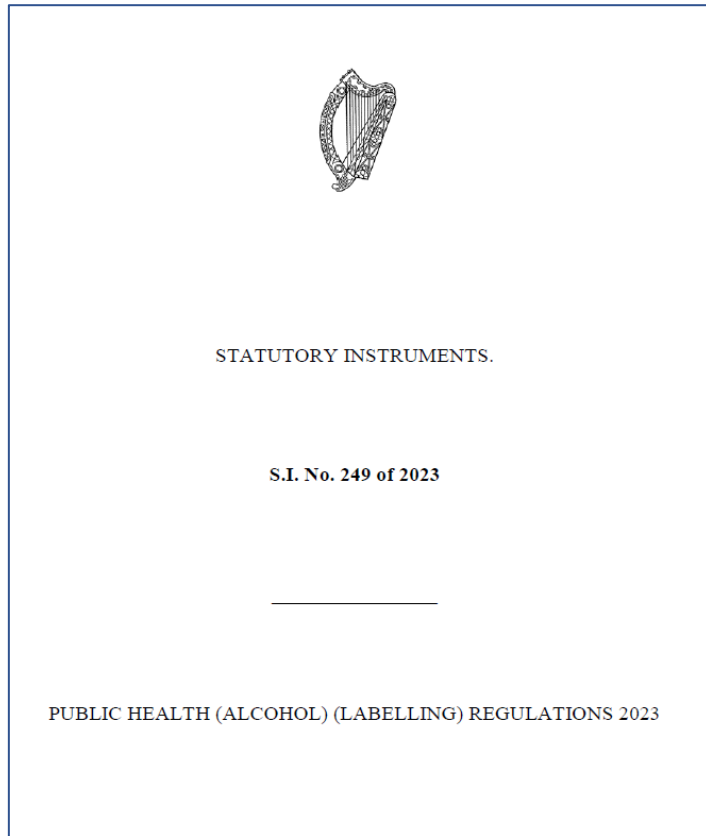 STATUTORY INSTRUMENTS.
S.I. No. 249 of 2023
PUBLIC HEALTH (ALCOHOL) (LABELLING) REGULATIONS 2023